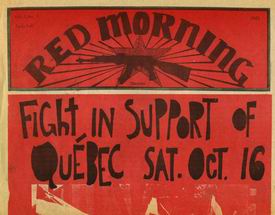 RED MORNING
FIGHT IN SUPPORT OF
QUÉBEC SAT. OCT. 16